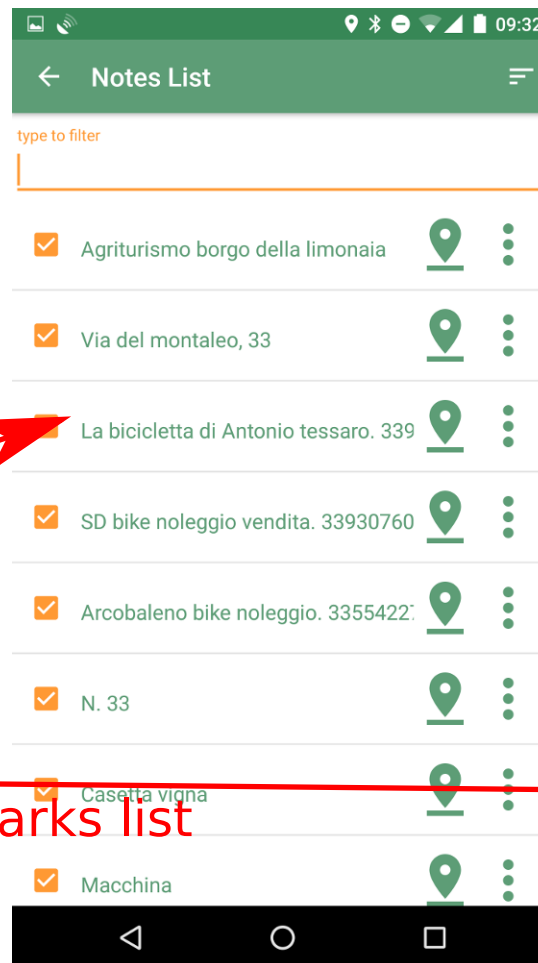 09:32
Notes List
type to filter
Agriturismo borgo della limonaia
Via del montaleo, 33
La bicicletta di Antonio tessaro. 339
SD bike noleggio vendita. 33930760
Arcobaleno bike noleggio. 3355422
N. 33
Casetta vigna
arks list
Macchina